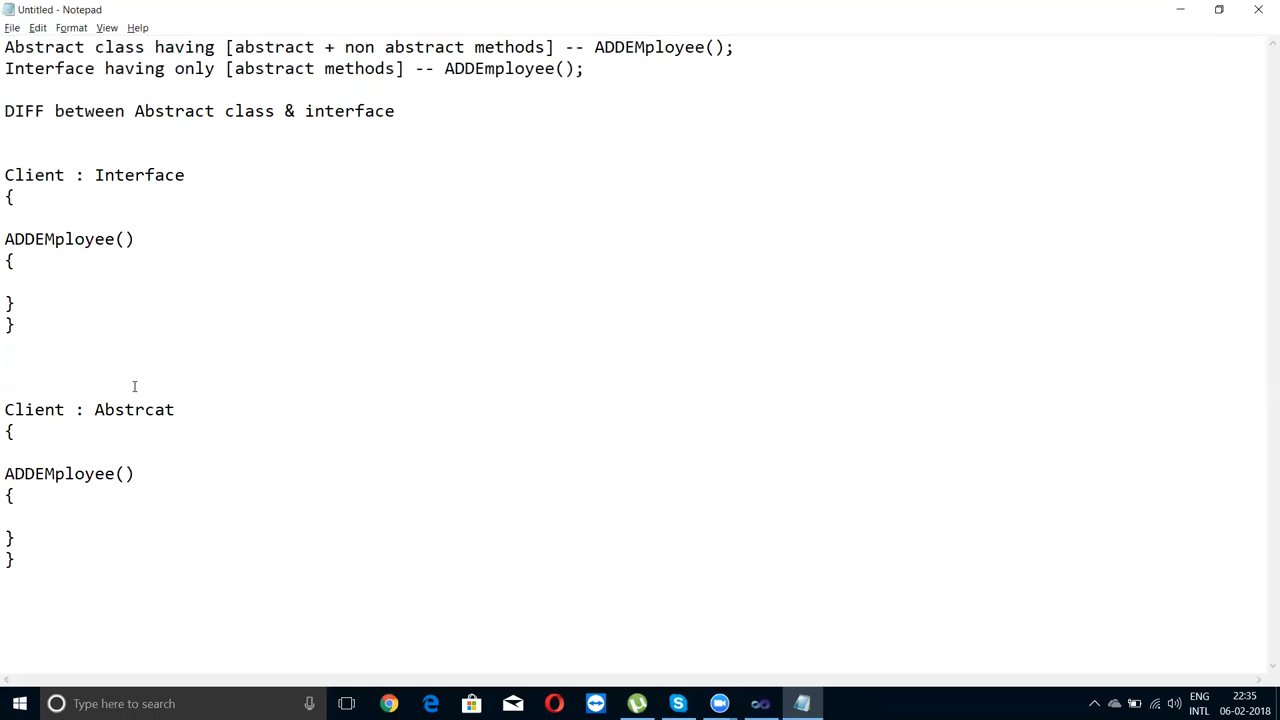 Untitled - Notepad
File Edit Format View Help
Abstract class having [abstract + non abstract methods] -- ADDEMployee();
Interface having only [abstract methods] -- ADDEmployee();
DIFF between Abstract class & interface
Client : Interface
{
ADDEMployee()
{
}
}
Client : Abstrcat
{
ADDEMployee()
{
}
}
Type here to search
ENG
INTL
22:35
06-02-2018